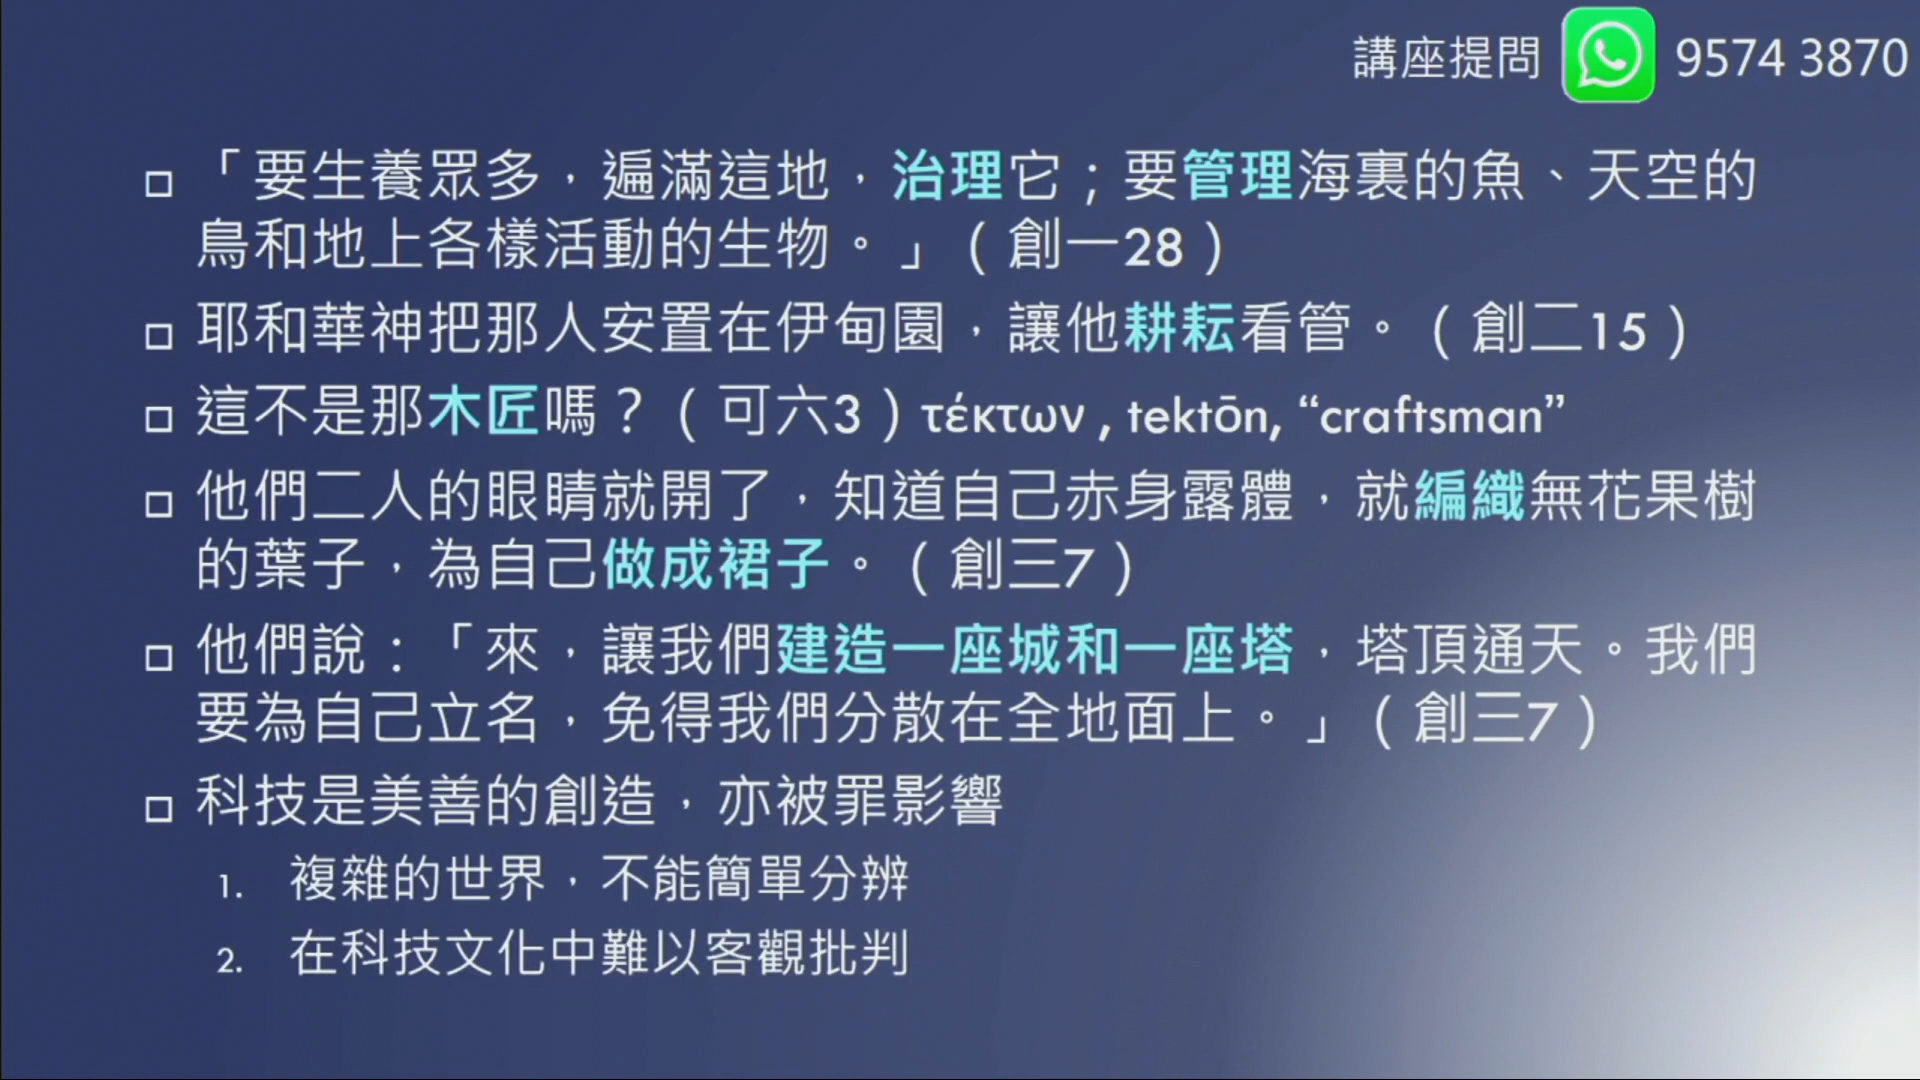 講座提問 9574 3870
「要生養眾多，遍滿這地，治理它；要管理海裏的魚、天空的
鳥和地上各樣活動的生物。」（創一28）
耶和華神把那人安置在伊甸園，讓他耕耘看管。（創二15）
這不是那木匠嗎？（可六3）τέκτων , tektōn, “craftsman”
他們二人的眼睛就開了，知道自己赤身露體，就編織無花果樹
的葉子，為自己做成裙子。（創三7）
他們說：「來，讓我們建造一座城和一座塔，塔頂通天。我們
要為自己立名，免得我們分散在全地面上。」（創三7）
科技是美善的創造，亦被罪影響
1. 複雜的世界，不能簡單分辨
2. 在科技文化中難以客觀批判